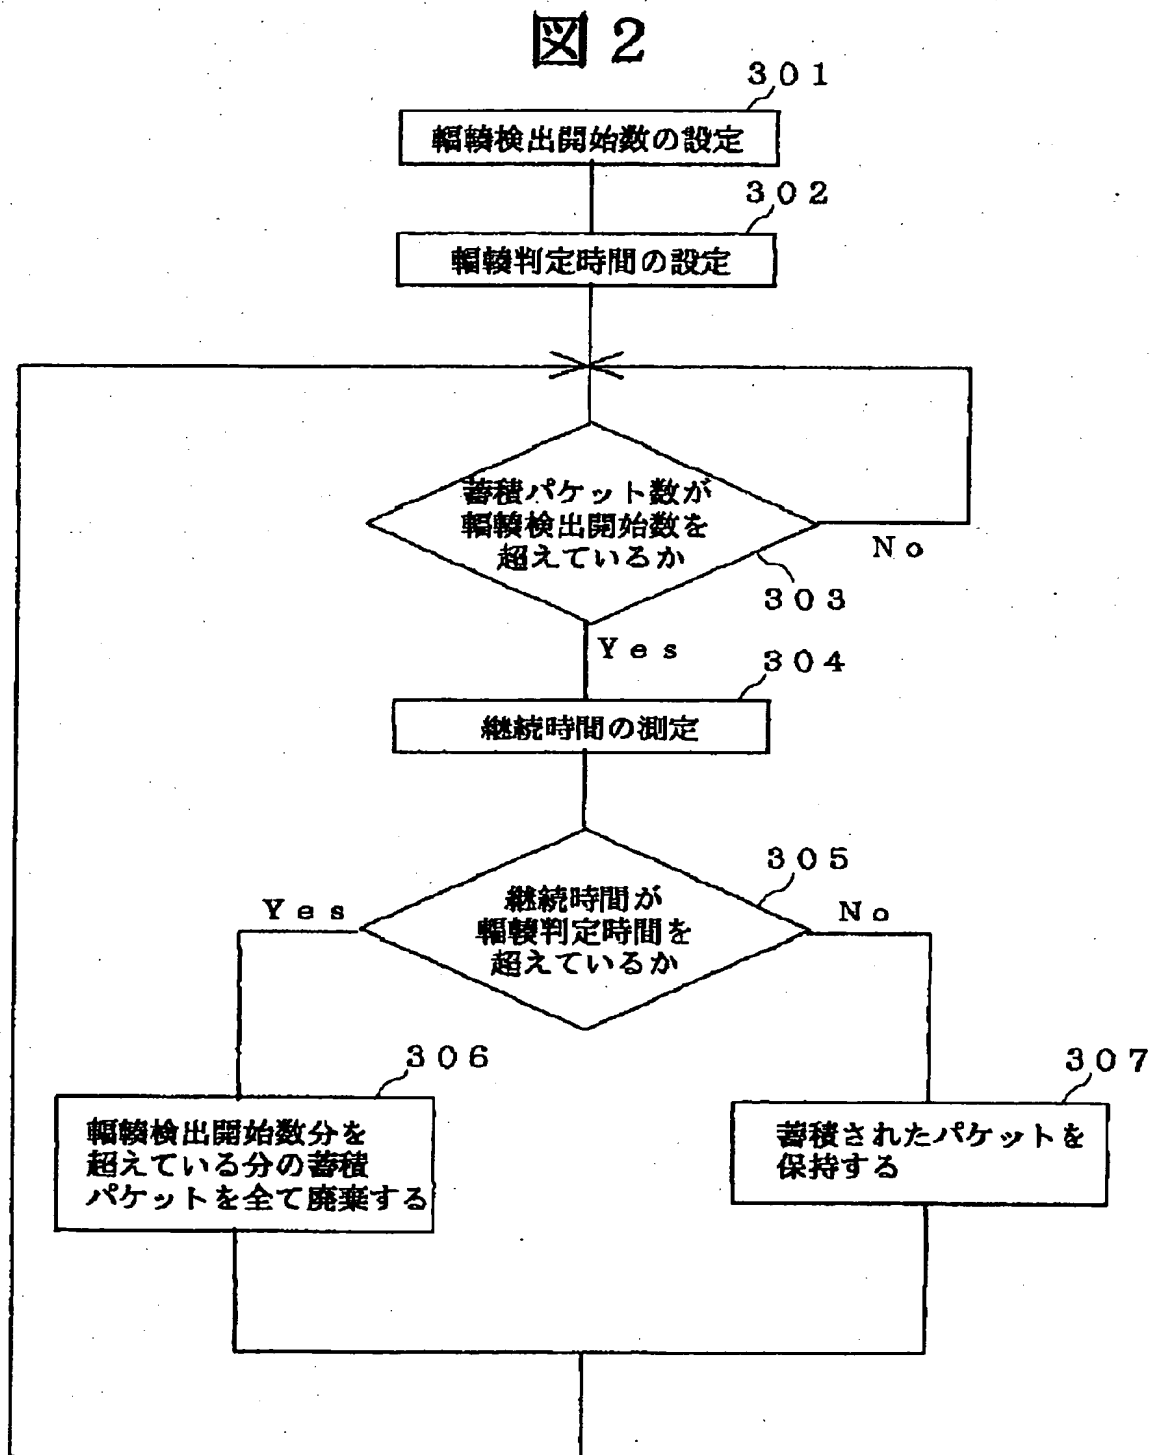 図2
301
輻輳検出開始数の設定
302
輻輳判定時間の設定
蓄積パケット数が
輻輳検出開始数を
超えているか
No
303
Yes
304
継続時間の測定
305
継続時間が
輻輳判定時間を
超えているか
Yes
No
306
輻輳検出開始数分を
超えている分の蓄積
パケットを全て廃棄する
307
蓄積されたパケットを
保持する